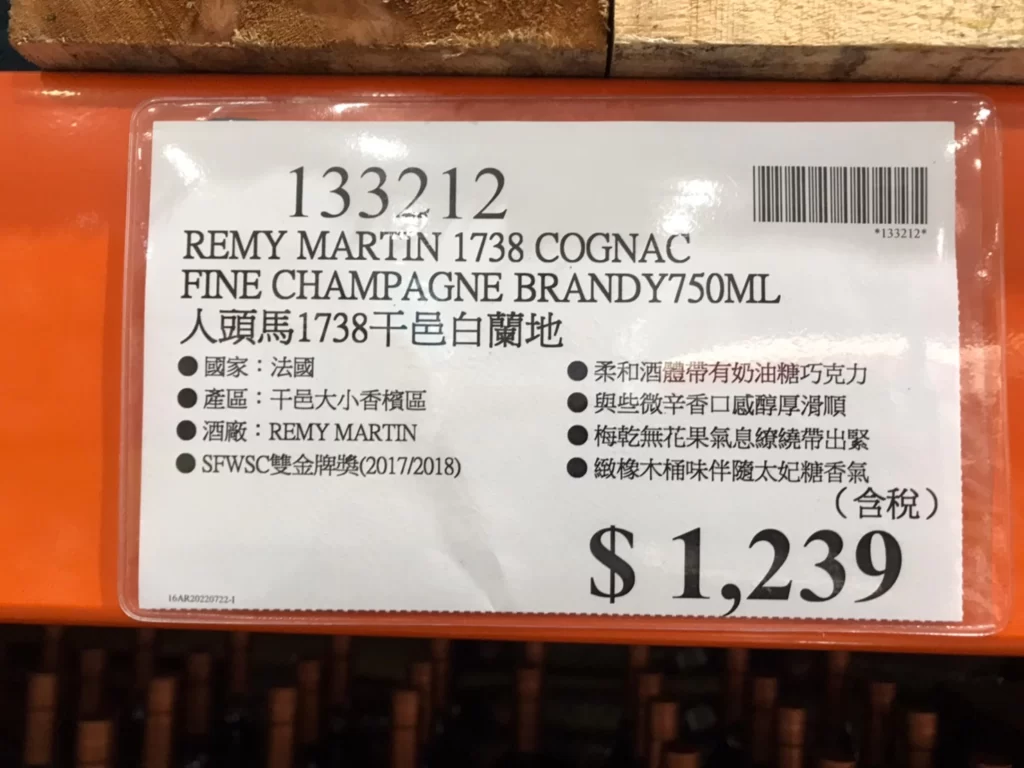 133212
*133212*
REMY MARTIN 1738 COGNAC
FINE CHAMPAGNE BRANDY750ML
人頭馬1738干邑白蘭地
●國家：法國
●產區：干邑大小香檳區
●酒廠：REMY MARTIN
●SFWSC雙金牌獎(2017/2018)
●柔和酒體帶有奶油糖巧克力
●與些微辛香口感醇厚滑順
●梅乾無花果氣息繚繞帶出緊
●緻橡木桶味伴隨太妃糖香氣
（含稅）
$ 1,239
16AR20220722-1